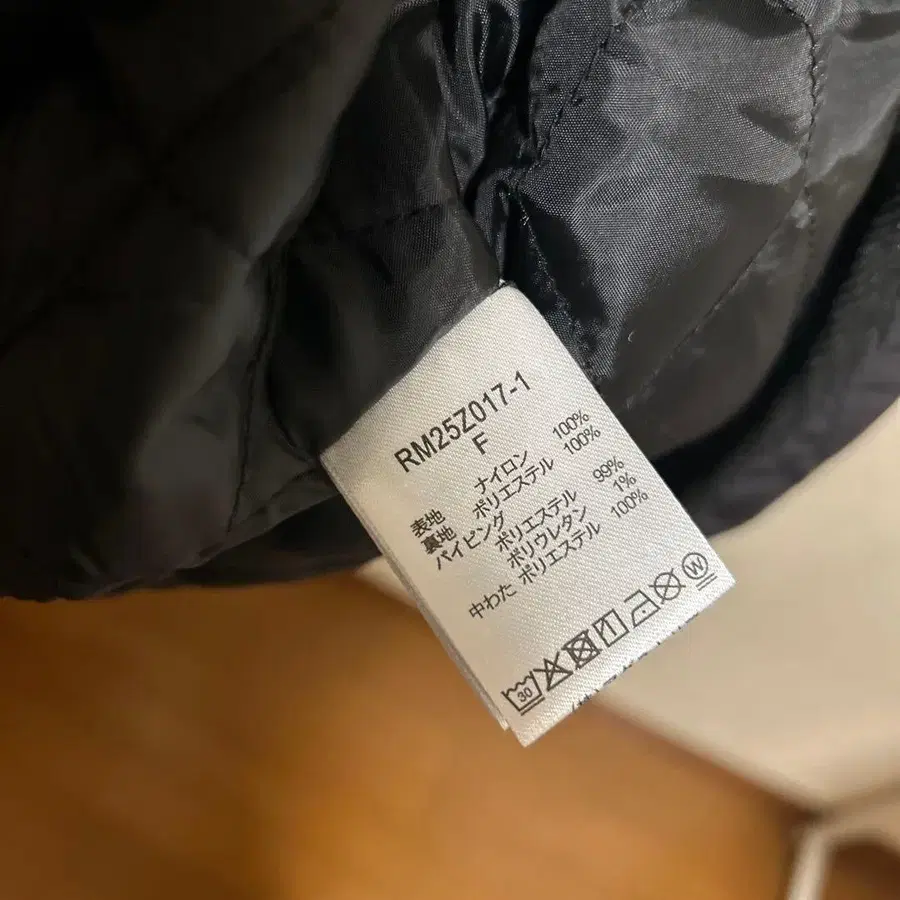 RM25Z017-1
F
表地 ナイロン 100%
裏地 ポリエステル 100%
パイピング ポリエステル 99%
ポリウレタン 1%
中わた ポリエステル 100%
30
W